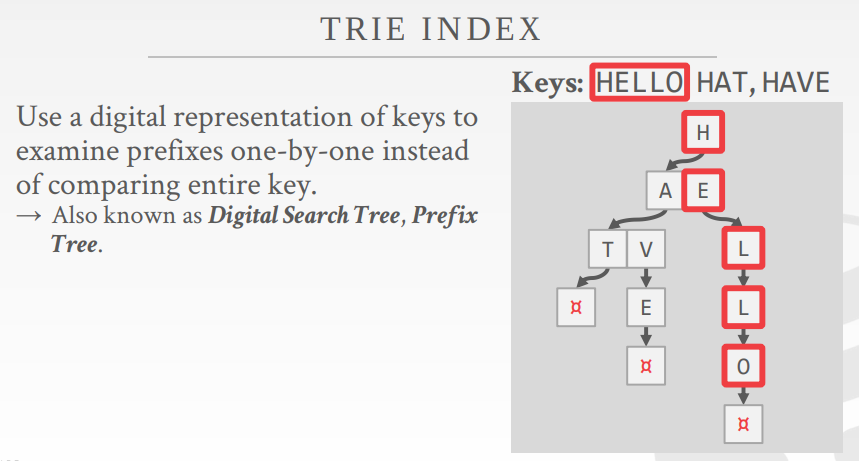 TRIE INDEX
Use a digital representation of keys to
examine prefixes one-by-one instead
of comparing entire key.
→ Also known as Digital Search Tree, Prefix
Tree.
Keys: HELLO HAT, HAVE
H
A E
T V L
¤ E L
¤ O
¤